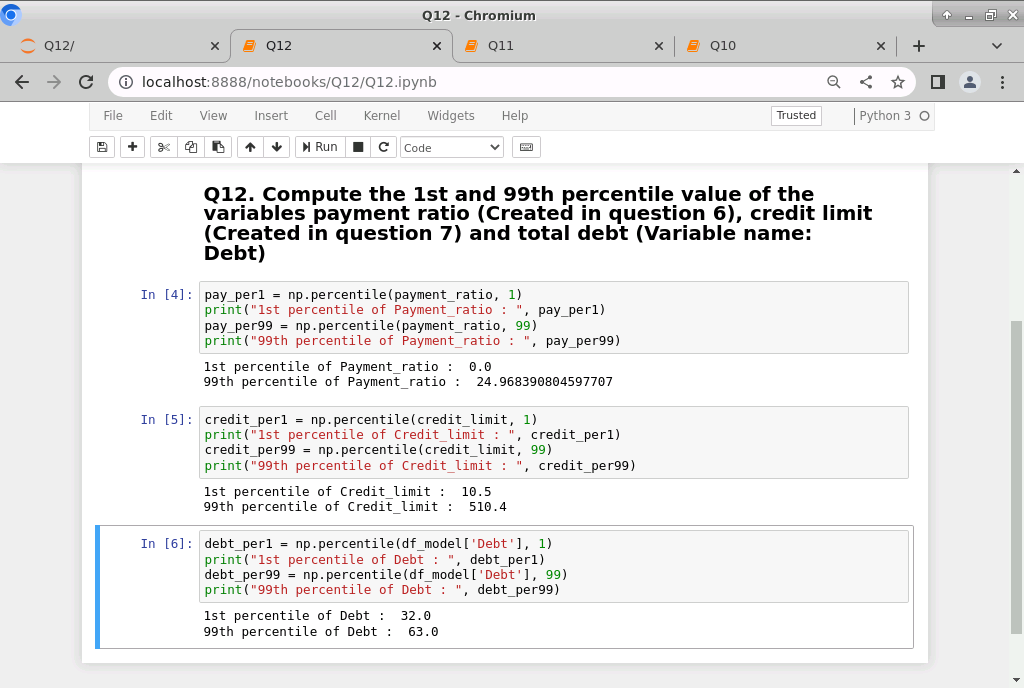 Q12 - Chromium
Q12/
Q12
Q11
Q10
localhost:8888/notebooks/Q12/Q12.ipynb
File Edit View Insert Cell Kernel Widgets Help Trusted Python 3
Run Code
Q12. Compute the 1st and 99th percentile value of the
variables payment ratio (Created in question 6), credit limit
(Created in question 7) and total debt (Variable name:
Debt)
In [4]: pay_per1 = np.percentile(payment_ratio, 1)
print("1st percentile of Payment_ratio : ", pay_per1)
pay_per99 = np.percentile(payment_ratio, 99)
print("99th percentile of Payment_ratio : ", pay_per99)
1st percentile of Payment_ratio :  0.0
99th percentile of Payment_ratio :  24.968390804597707
In [5]: credit_per1 = np.percentile(credit_limit, 1)
print("1st percentile of Credit_limit : ", credit_per1)
credit_per99 = np.percentile(credit_limit, 99)
print("99th percentile of Credit_limit : ", credit_per99)
1st percentile of Credit_limit :  10.5
99th percentile of Credit_limit :  510.4
In [6]: debt_per1 = np.percentile(df_model['Debt'], 1)
print("1st percentile of Debt : ", debt_per1)
debt_per99 = np.percentile(df_model['Debt'], 99)
print("99th percentile of Debt : ", debt_per99)
1st percentile of Debt :  32.0
99th percentile of Debt :  63.0